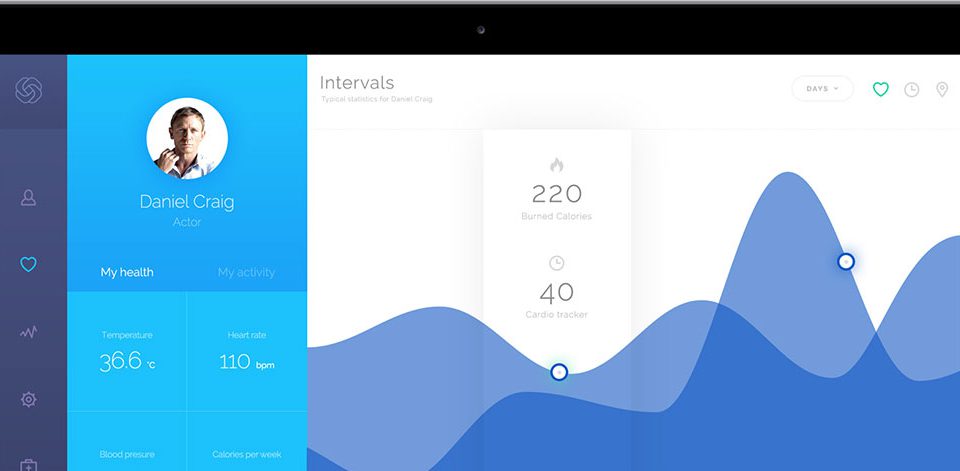 Intervals
Typical statistics for Daniel Craig
DAYS
Daniel Craig
Actor
My health
My activity
Temperature
36.6 °C
Heart rate
110 bpm
Blood presure
Calories per week
220
Burned Calories
40
Cardio tracker